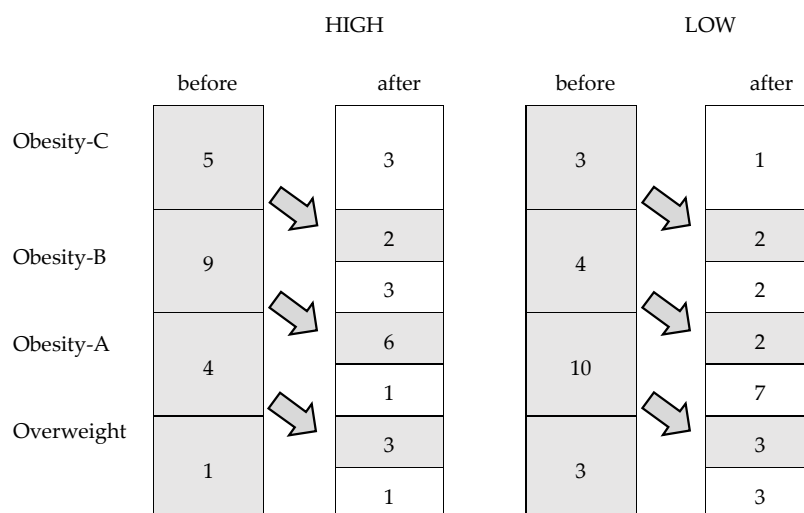 HIGH LOW
before after before after
Obesity-C 5 3 3 1
2 2
Obesity-B 9 4
3 2
Obesity-A 6 2
4 10
1 7
Overweight 3 3
1 3
1 3